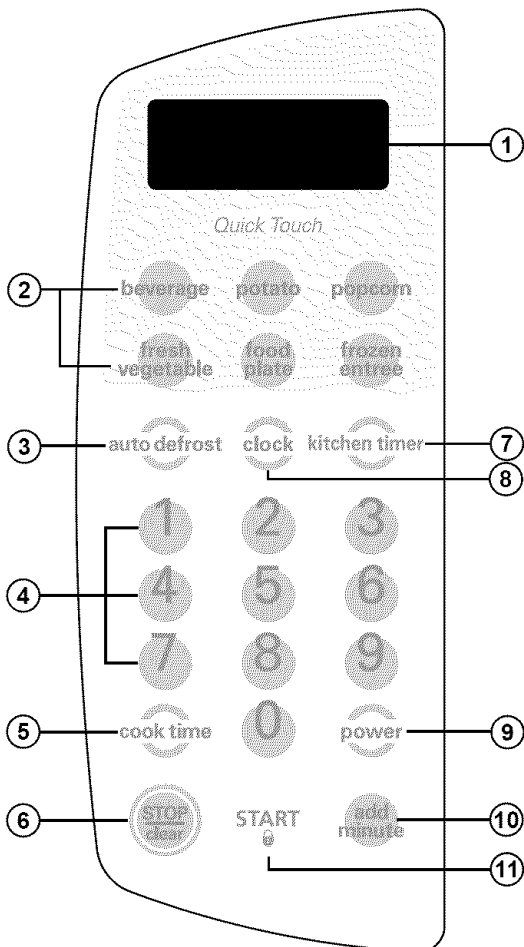 1
Quick Touch
2
beverage potato popcorn
fresh vegetable food plate frozen entree
3 auto defrost clock kitchen timer 7
8
1 2 3
4 4 5 6
7 8 9
5 cook time 0 power 9
6 STOP clear START add minute 10
11